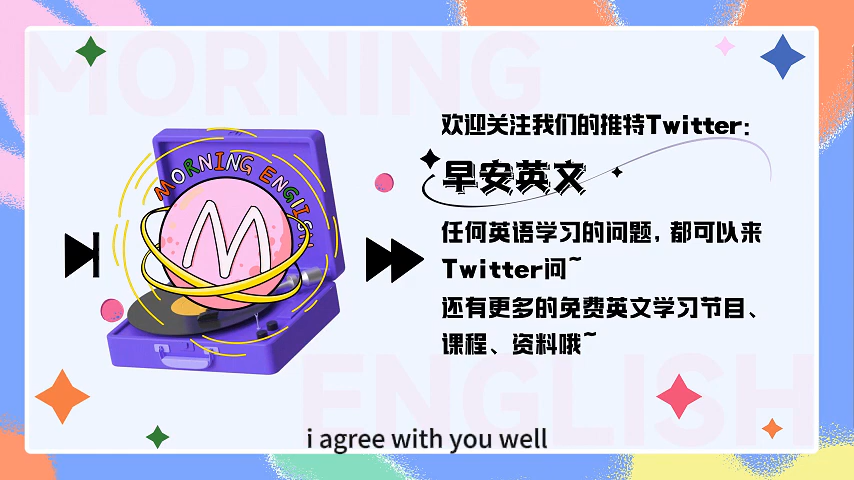 MORNING
欢迎关注我们的推特Twitter:
MORNING ENGLISH
早安英文
M
任何英语学习的问题，都可以来
Twitter问~
还有更多的免费英文学习节目、
课程、资料哦~
ENGLISH
i agree with you well